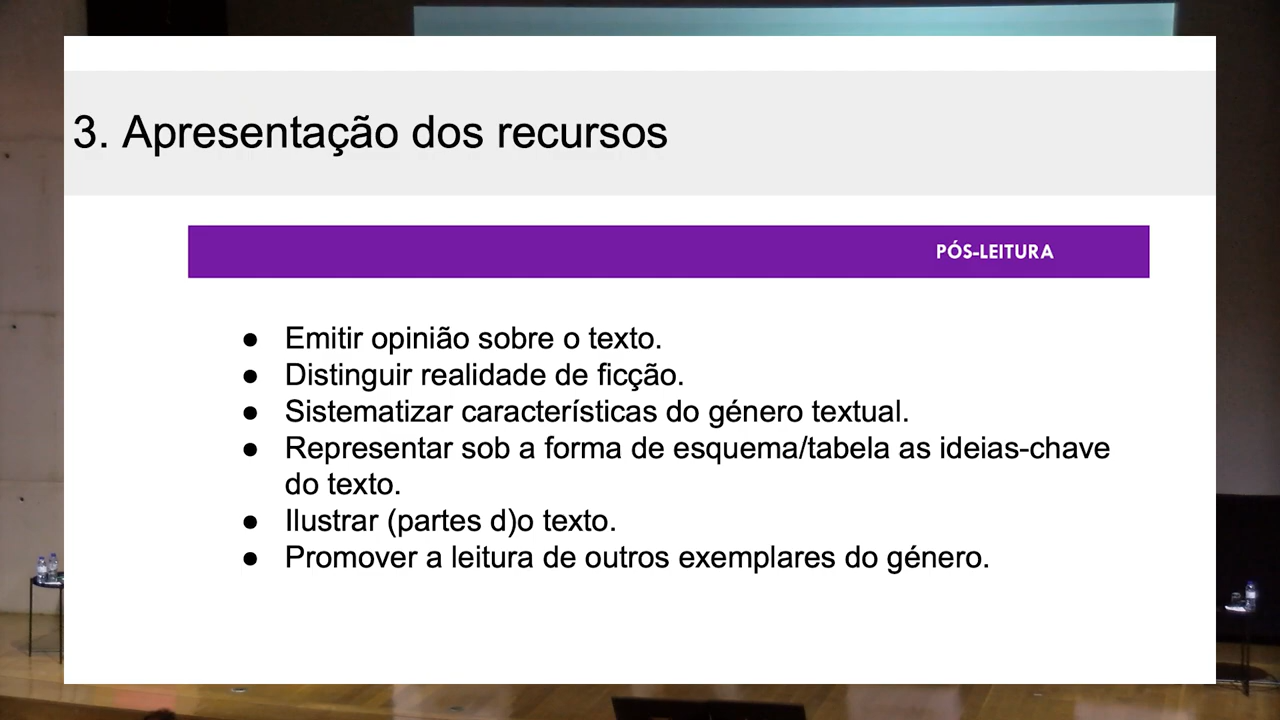 3. Apresentação dos recursos
PÓS-LEITURA
● Emitir opinião sobre o texto.
● Distinguir realidade de ficção.
● Sistematizar características do género textual.
● Representar sob a forma de esquema/tabela as ideias-chave
do texto.
● Ilustrar (partes d)o texto.
● Promover a leitura de outros exemplares do género.